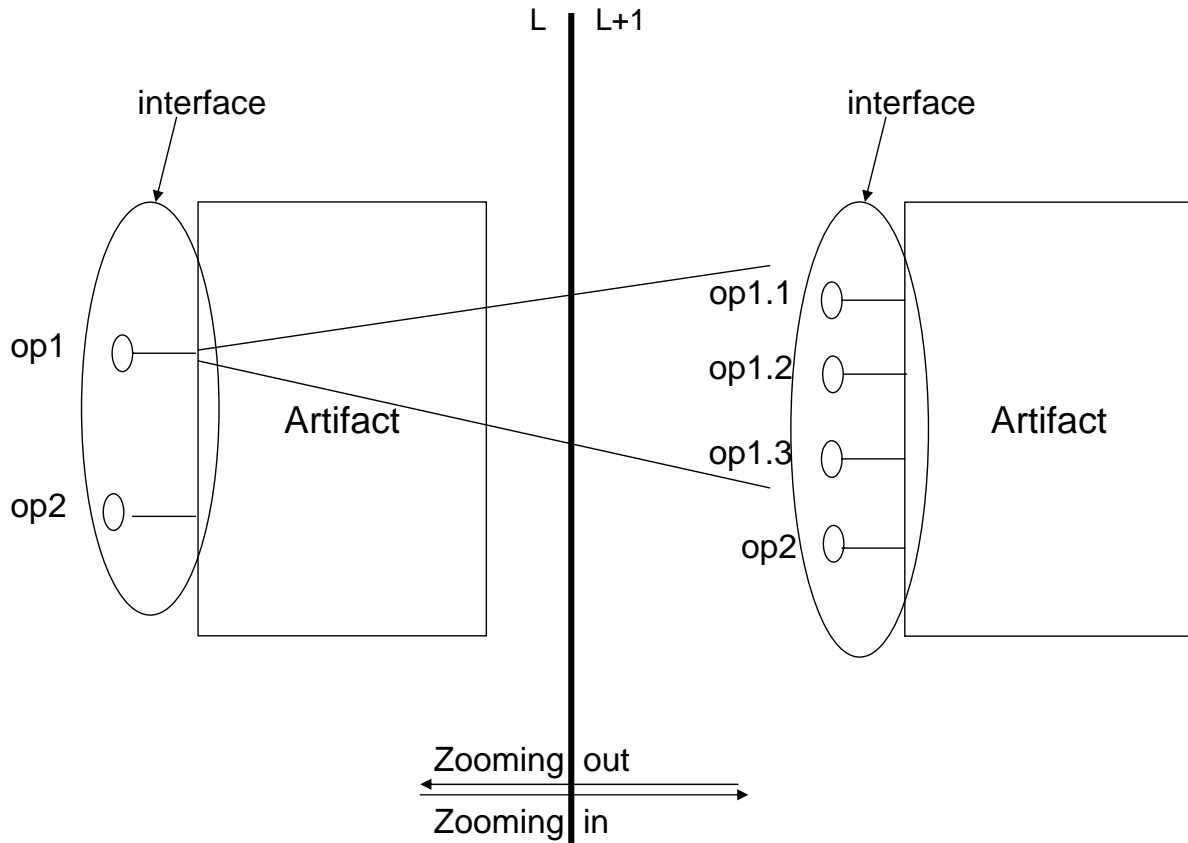 L L+1
interface interface
op1.1
op1 op1.2
Artifact Artifact
op1.3
op2
op2
Zooming out
Zooming in